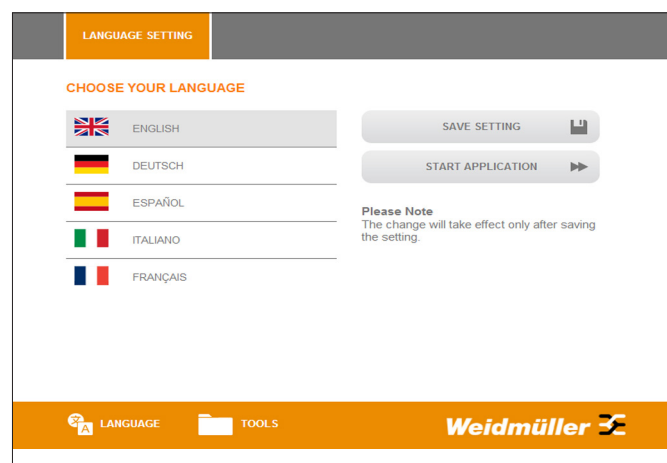 LANGUAGE SETTING
CHOOSE YOUR LANGUAGE
ENGLISH
DEUTSCH
ESPAÑOL
ITALIANO
FRANÇAIS
SAVE SETTING
START APPLICATION
Please Note
The change will take effect only after saving
the setting.
LANGUAGE
TOOLS
Weidmüller